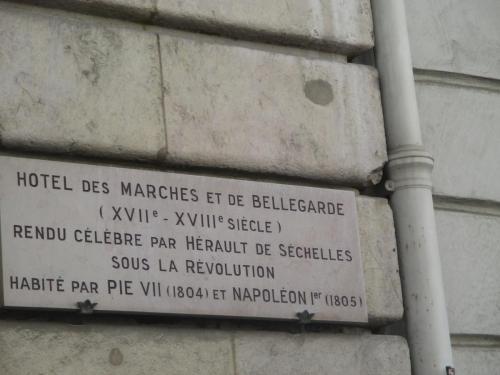 HOTEL DES MARCHES ET DE BELLEGARDE
(XVIIe - XVIIIe SIÈCLE)
RENDU CÉLÈBRE PAR HÉRAULT DE SÉCHELLES
SOUS LA RÉVOLUTION
HABITÉ PAR PIE VII (1804) ET NAPOLÉON Ier (1805)